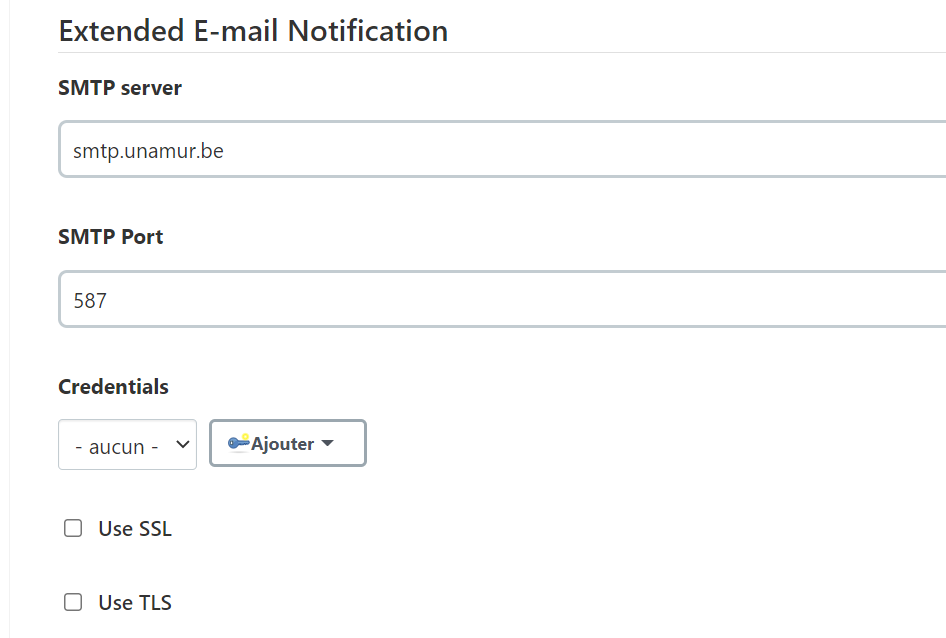 Extended E-mail Notification
SMTP server
smtp.unamur.be
SMTP Port
587
Credentials
- aucun -
Ajouter
Use SSL
Use TLS